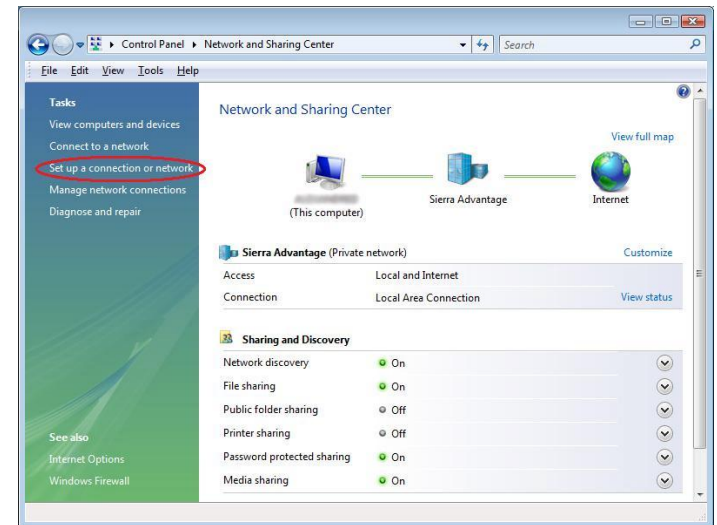 Control Panel Network and Sharing Center Search
File Edit View Tools Help
Tasks
View computers and devices
Connect to a network
Set up a connection or network
Manage network connections
Diagnose and repair
See also
Internet Options
Windows Firewall
Network and Sharing Center
View full map
(This computer)
Sierra Advantage
Internet
Sierra Advantage (Private network) Customize
Access Local and Internet
Connection Local Area Connection View status
Sharing and Discovery
Network discovery On
File sharing On
Public folder sharing Off
Printer sharing Off
Password protected sharing On
Media sharing On